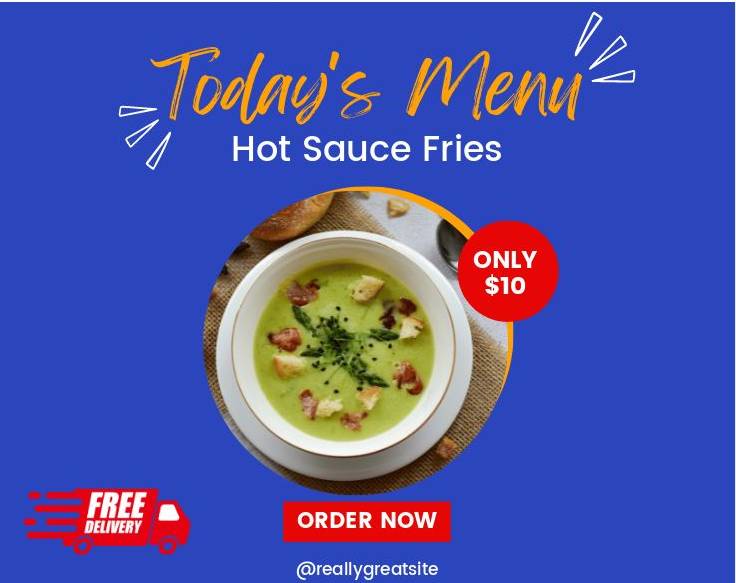 Today's Menu
Hot Sauce Fries
ONLY
$10
FREE
DELIVERY
ORDER NOW
@reallygreatsite